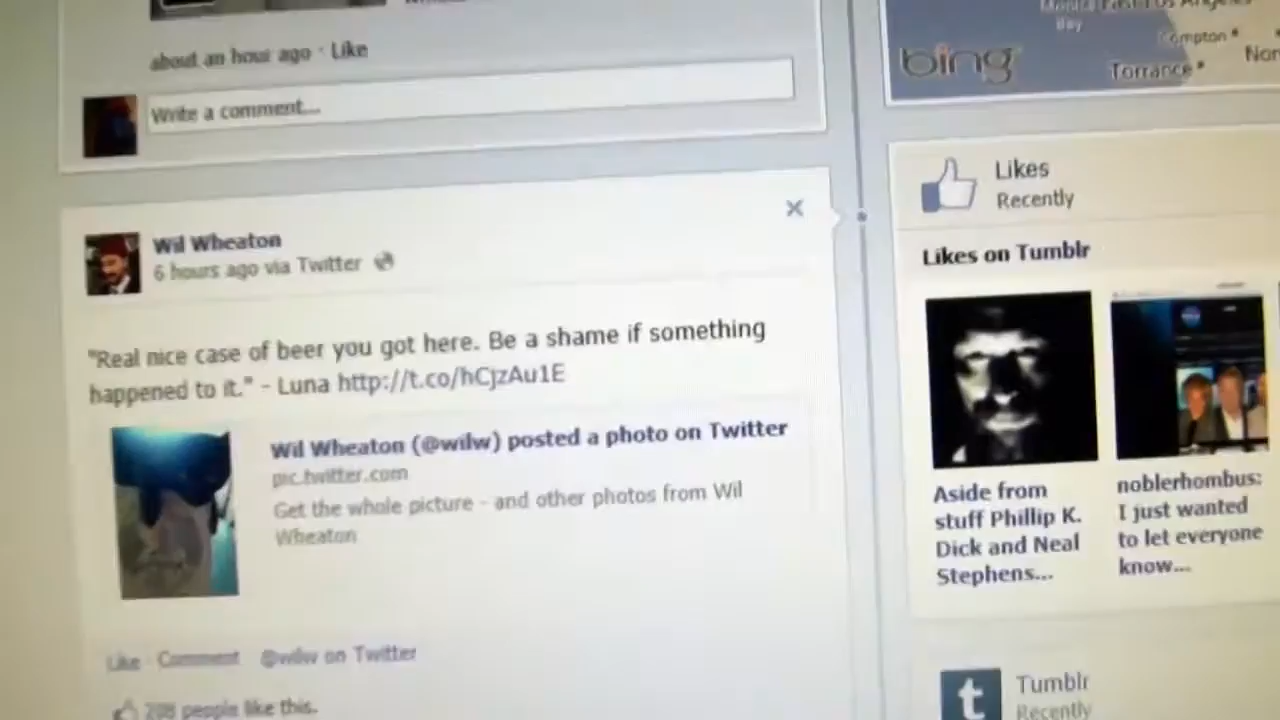 about an hour ago · Like
Write a comment...
Wil Wheaton
6 hours ago via Twitter
"Real nice case of beer you got here. Be a shame if something
happened to it." - Luna http://t.co/hCJzAu1E
Wil Wheaton (@wilw) posted a photo on Twitter
pic.twitter.com
Get the whole picture - and other photos from Wil
Wheaton
Like · Comment · @wilw on Twitter
people like this.
bing
Compton
Torrance
Likes
Recently
Likes on Tumblr
Aside from
stuff Phillip K.
Dick and Neal
Stephens...
noblerhombus:
I just wanted
to let everyone
know...
t
Tumblr
Recently